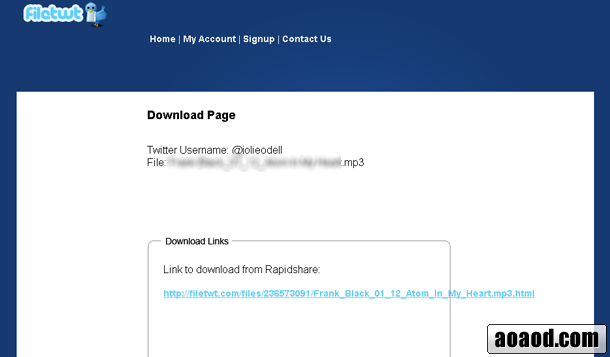 filetwt
Home | My Account | Signup | Contact Us
Download Page
Twitter Username: @jolieodell
File: .mp3
Download Links
Link to download from Rapidshare:
http://filetwt.com/files/236573091/Frank_Black_01_12_Atom_In_My_Heart.mp3.html
aoaod.com